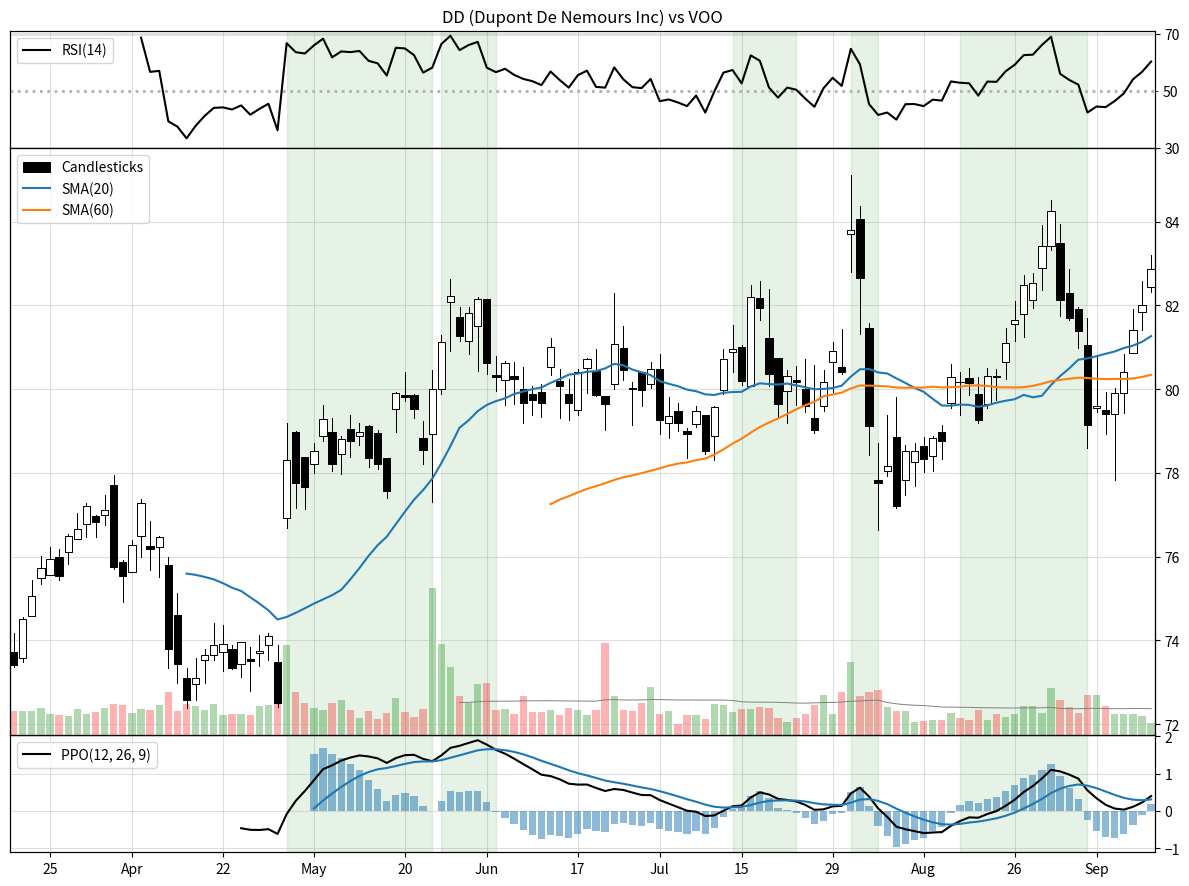 DD (Dupont De Nemours Inc) vs VOO
RSI(14)
70
50
30
Candlesticks
SMA(20)
SMA(60)
84
82
80
78
76
74
72
PPO(12, 26, 9)
2
1
0
−1
25 Apr 22 May 20 Jun 17 Jul 15 29 Aug 26 Sep